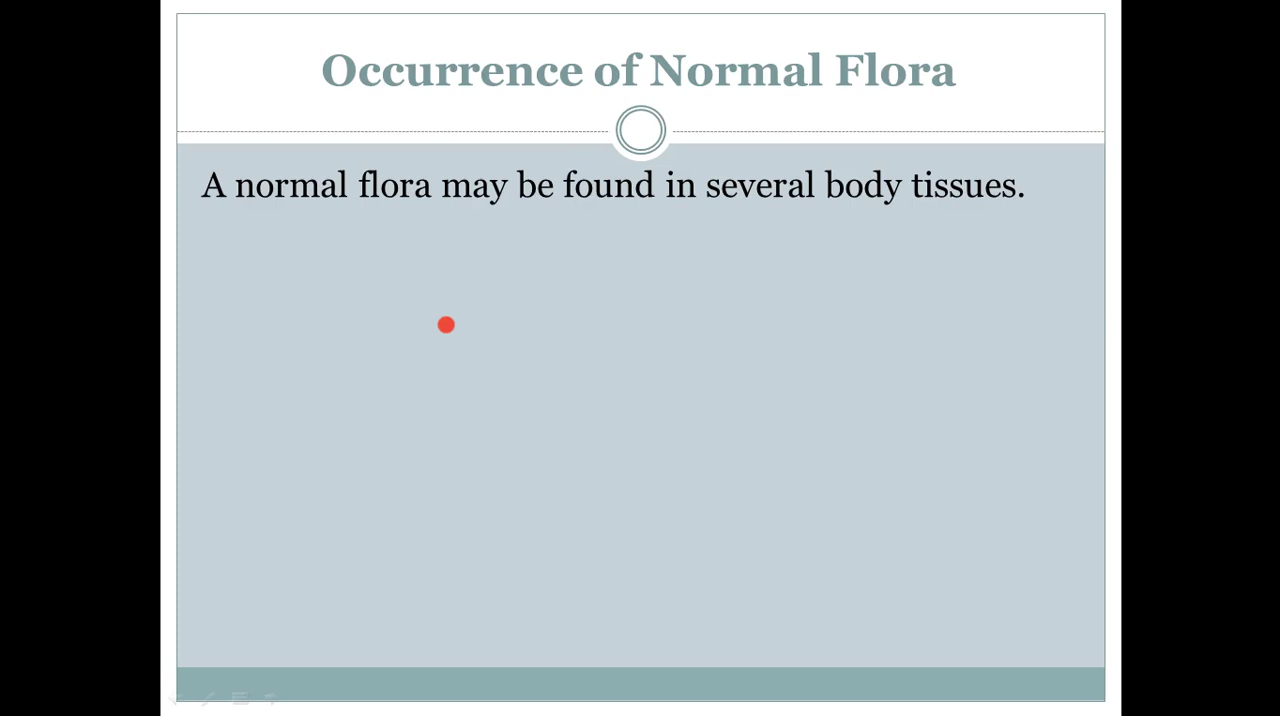 Occurrence of Normal Flora
A normal flora may be found in several body tissues.